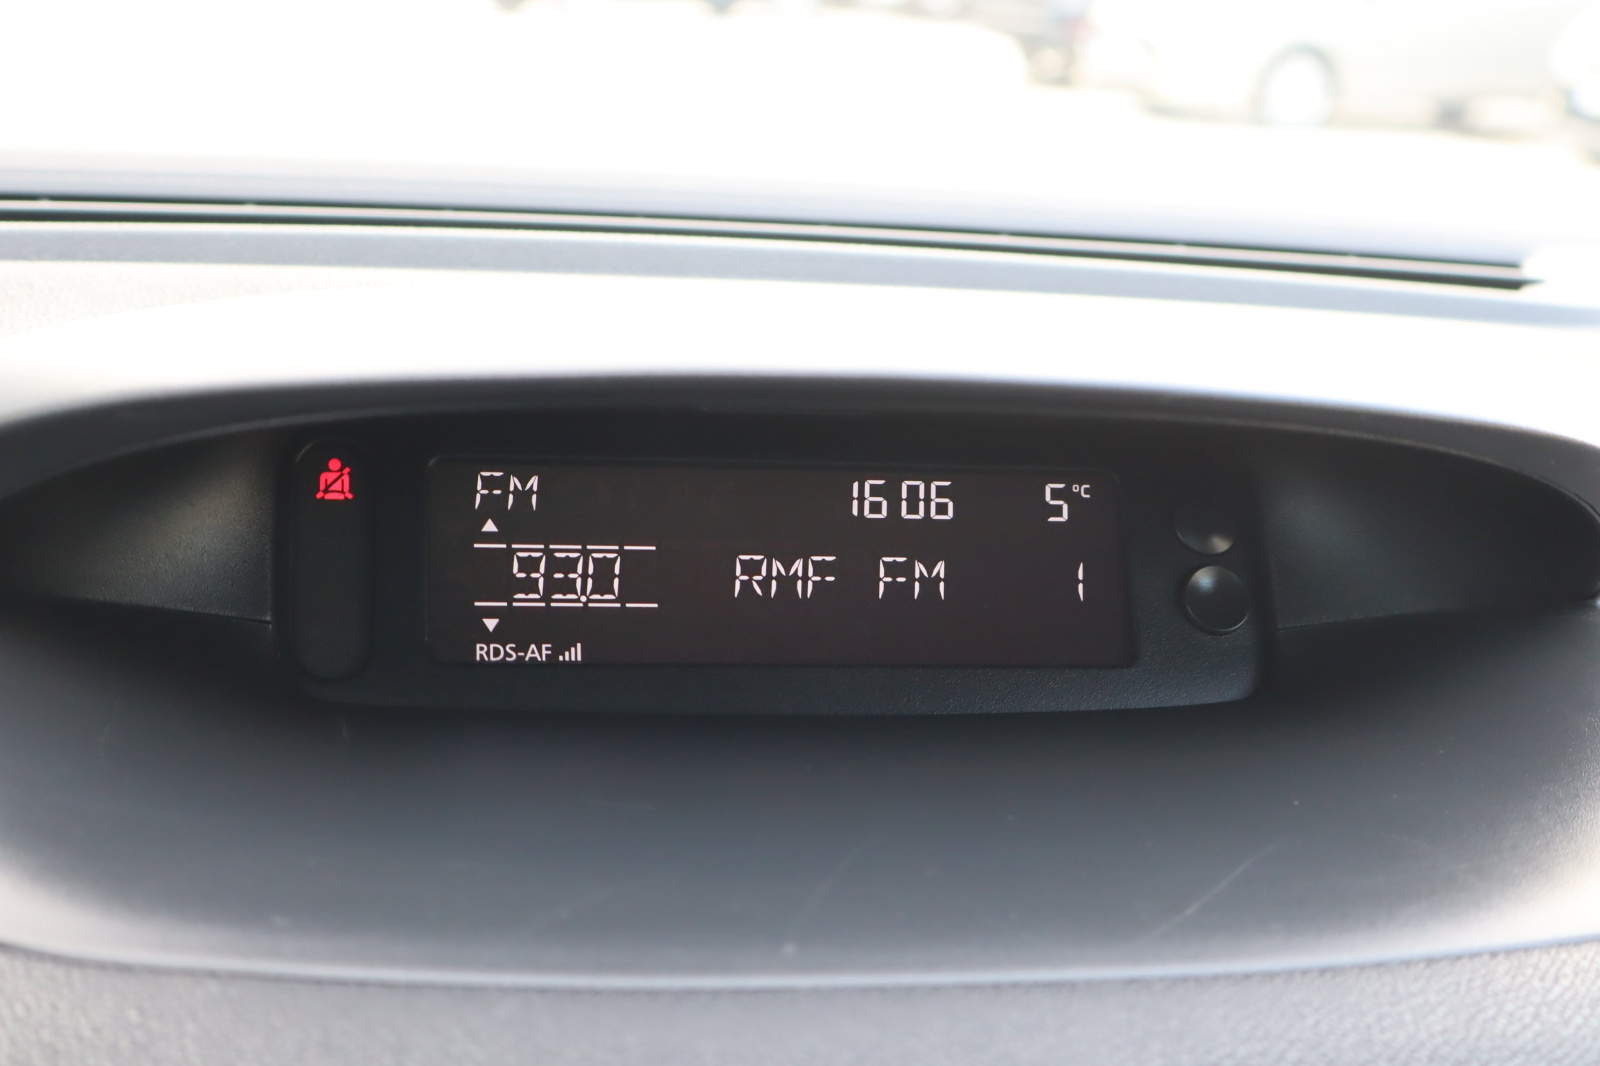 FM 16 06 5°C
93.0 RMF FM 1
RDS-AF